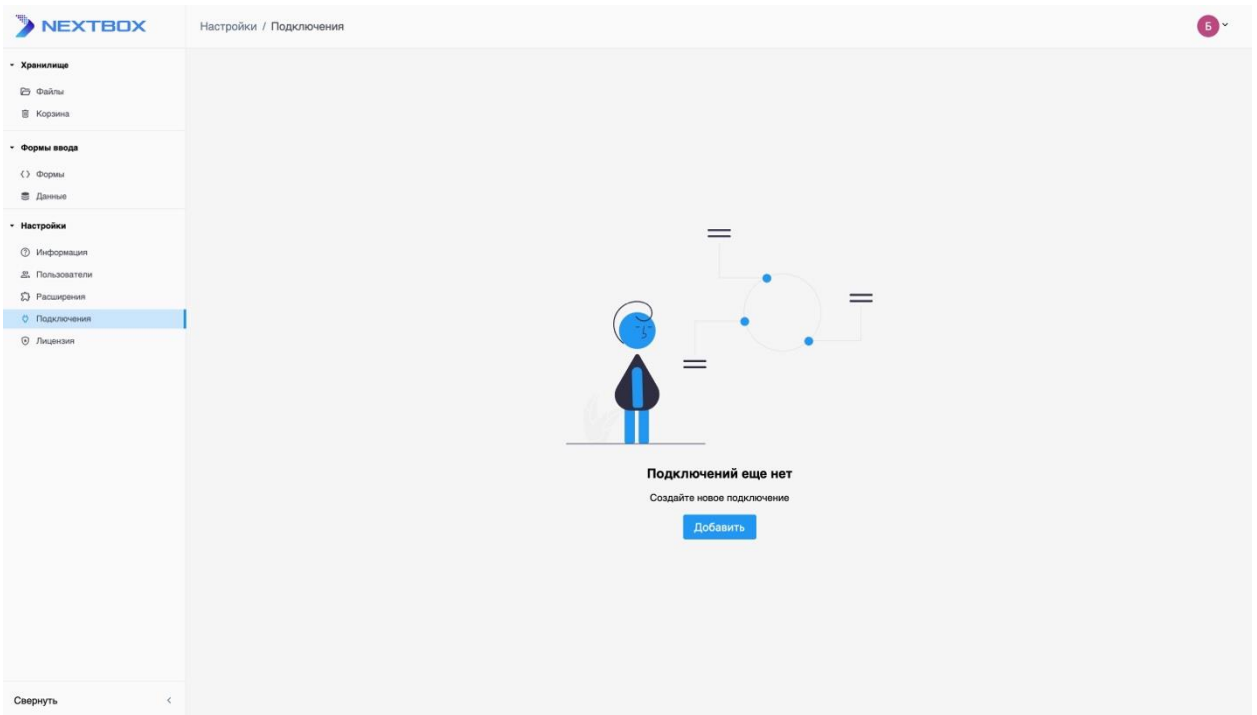 NEXTBOX
Настройки / Подключения
Б
Хранилище
Файлы
Корзина
Формы ввода
Формы
Данные
Настройки
Информация
Пользователи
Расширения
Подключения
Лицензия
Подключений еще нет
Создайте новое подключение
Добавить
Свернуть